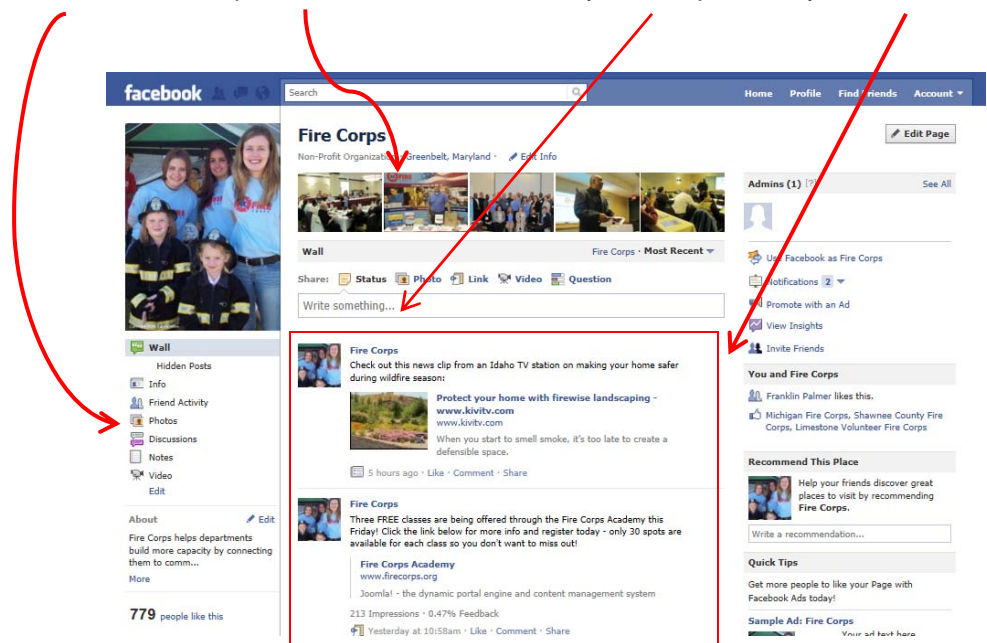 facebook
Search
Home Profile Find Friends Account
Fire Corps
Edit Page
Non-Profit Organization · Greenbelt, Maryland · Edit Info
Admins (1) [?] See All
Wall
Fire Corps · Most Recent
Share: Status Photo Link Video Question
Write something...
Use Facebook as Fire Corps
Notifications 2
Promote with an Ad
View Insights
Invite Friends
Wall
Hidden Posts
Info
Friend Activity
Photos
Discussions
Notes
Video
Edit
About Edit
Fire Corps helps departments
build more capacity by connecting
them to comm...
More
779 people like this
Fire Corps
Check out this news clip from an Idaho TV station on making your home safer
during wildfire season:
Protect your home with firewise landscaping -
www.kivitv.com
www.kivitv.com
When you start to smell smoke, it's too late to create a
defensible space.
5 hours ago · Like · Comment · Share
Fire Corps
Three FREE classes are being offered through the Fire Corps Academy this
Friday! Click the link below for more info and register today - only 30 spots are
available for each class so you don't want to miss out!
Fire Corps Academy
www.firecorps.org
Joomla! - the dynamic portal engine and content management system
213 Impressions · 0.47% Feedback
Yesterday at 10:58am · Like · Comment · Share
You and Fire Corps
Franklin Palmer likes this.
Michigan Fire Corps, Shawnee County Fire
Corps, Limestone Volunteer Fire Corps
Recommend This Place
Help your friends discover great
places to visit by recommending
Fire Corps.
Write a recommendation...
Quick Tips
Get more people to like your Page with
Facebook Ads today!
Sample Ad: Fire Corps
Your ad text here